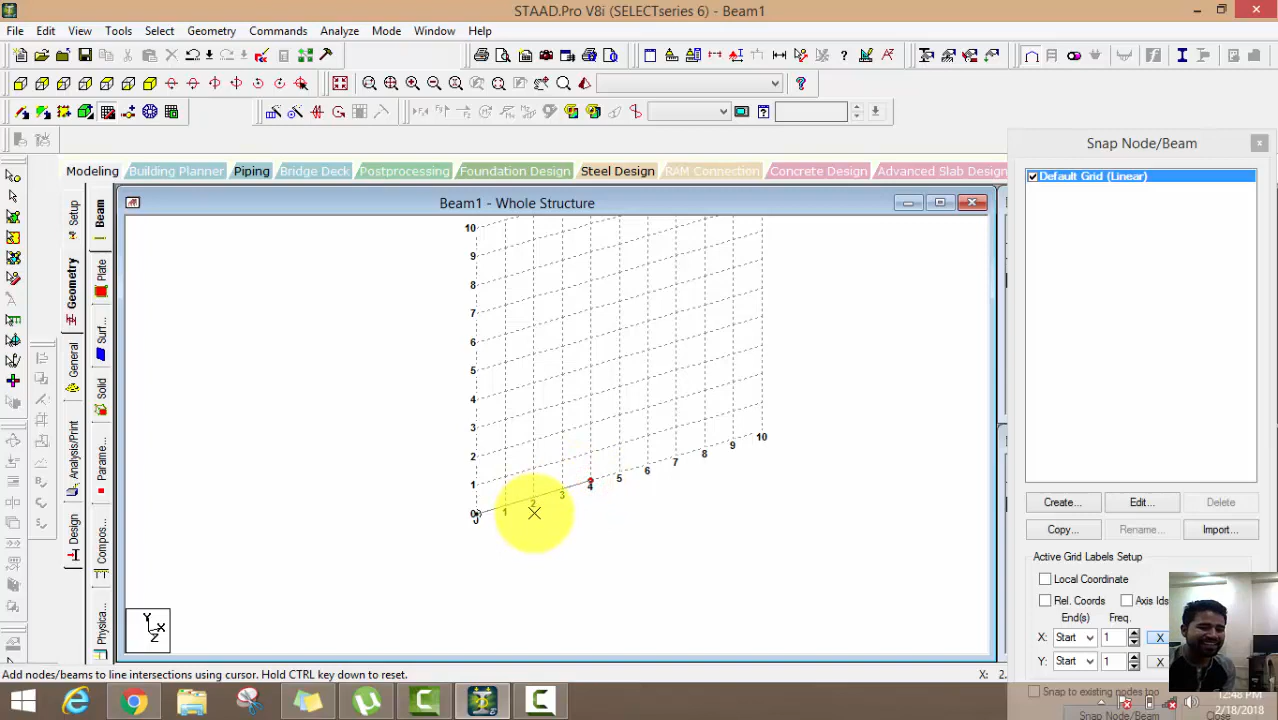 STAAD.Pro V8i (SELECTseries 6) - Beam1
File Edit View Tools Select Geometry Commands Analyze Mode Window Help
Modeling Building Planner Piping Bridge Deck Postprocessing Foundation Design Steel Design RAM Connection Concrete Design Advanced Slab Design
Snap Node/Beam
Default Grid (Linear)
Beam1 - Whole Structure
Setup
Geometry
General
Analysis/Print
Design
Beam
Plate
Surf...
Solid
Parame...
Compos...
Physica...
10
9
8
7
6
5
4
3
2
1
0
0 1 2 3 4 5 6 7 8 9 10
Y
X
Z
Create... Edit... Delete
Copy... Rename... Import...
Active Grid Labels Setup
Local Coordinate
Rel. Coords Axis Ids
End(s) Freq.
X: Start 1 X
Y: Start 1 X
Snap to existing nodes too
Snap Node/Beam Close
Add nodes/beams to line intersections using cursor. Hold CTRL key down to reset.
X: 2.
12:48 PM
2/18/2018